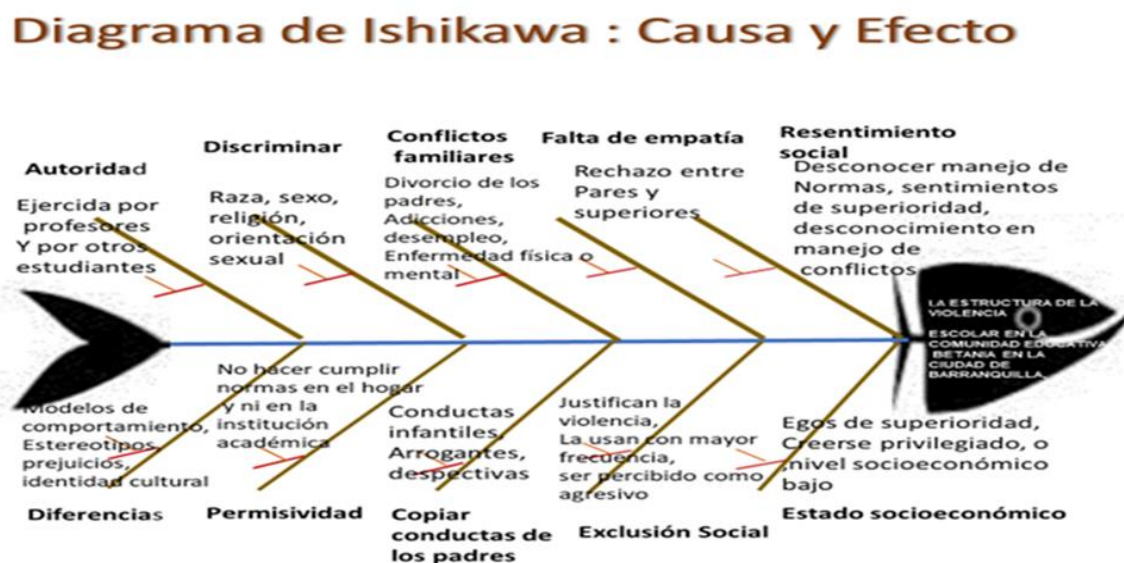 Diagrama de Ishikawa : Causa y Efecto
Autoridad
Ejercida por
profesores
Y por otros
estudiantes
Discriminar
Raza, sexo,
religión,
orientación
sexual
Conflictos
familiares
Divorcio de los
padres,
Adicciones,
desempleo,
Enfermedad física o
mental
Falta de empatía
Rechazo entre
Pares y
superiores
Resentimiento
social
Desconocer manejo de
Normas, sentimientos
de superioridad,
desconocimiento en
manejo de
conflictos
LA ESTRUCTURA DE LA
VIOLENCIA
ESCOLAR EN LA
COMUNIDAD EDUCATIVA
BETANIA EN LA
CIUDAD DE
BARRANQUILLA.
Modelos de
comportamiento,
Estereotipos,
prejuicios,
identidad cultural
Diferencias
No hacer cumplir
normas en el hogar
y ni en la
institución
académica
Permisividad
Conductas
infantiles,
Arrogantes,
despectivas
Copiar
conductas de
los padres
Justifican la
violencia,
La usan con mayor
frecuencia,
ser percibido como
agresivo
Exclusión Social
Egos de superioridad,
Creerse privilegiado, o
,nivel socioeconómico
bajo
Estado socioeconómico